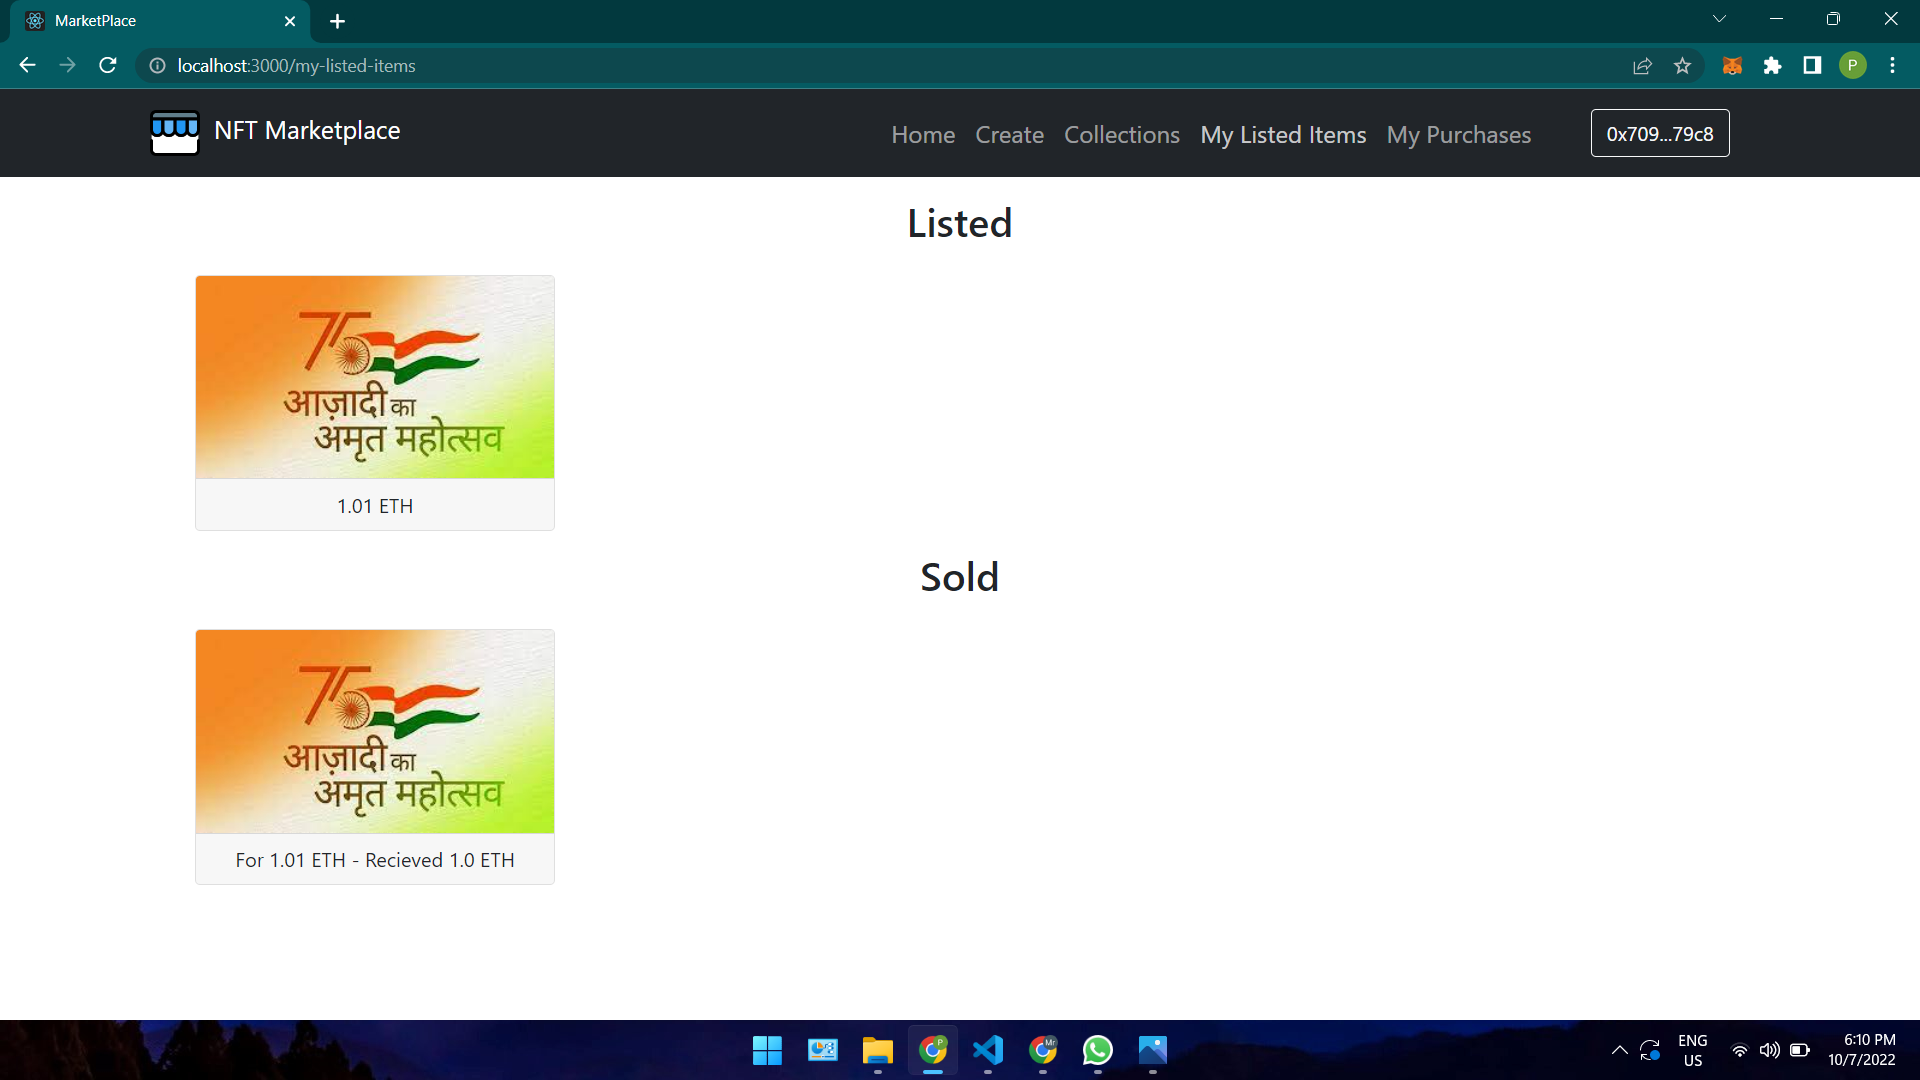 MarketPlace
localhost:3000/my-listed-items
P
NFT Marketplace
Home
Create
Collections
My Listed Items
My Purchases
0x709...79c8
Listed
75
आज़ादी का
अमृत महोत्सव
1.01 ETH
Sold
75
आज़ादी का
अमृत महोत्सव
For 1.01 ETH - Recieved 1.0 ETH
P
Mr
ENG
US
6:10 PM
10/7/2022